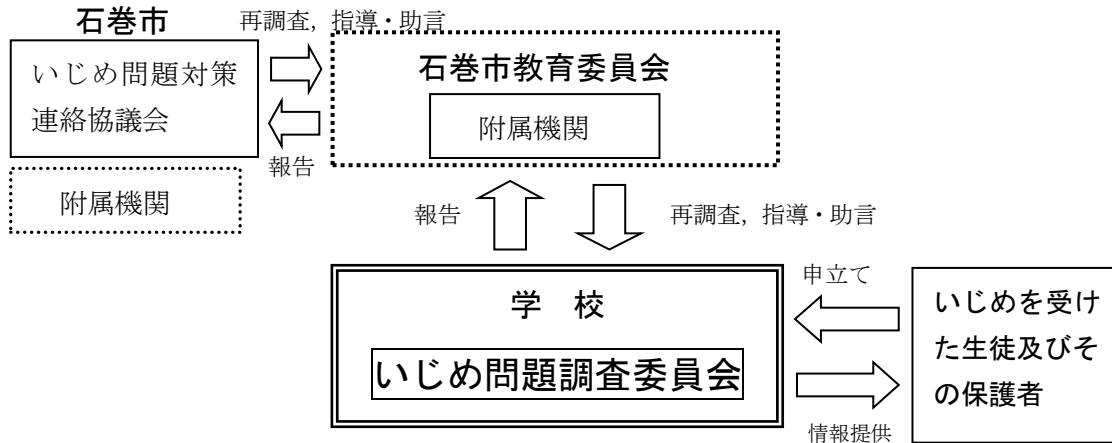 石巻市
再調査，指導・助言
いじめ問題対策
連絡協議会
石巻市教育委員会
附属機関
報告
附属機関
報告
再調査，指導・助言
学　校
いじめ問題調査委員会
申立て
いじめを受け
た生徒及びそ
の保護者
情報提供